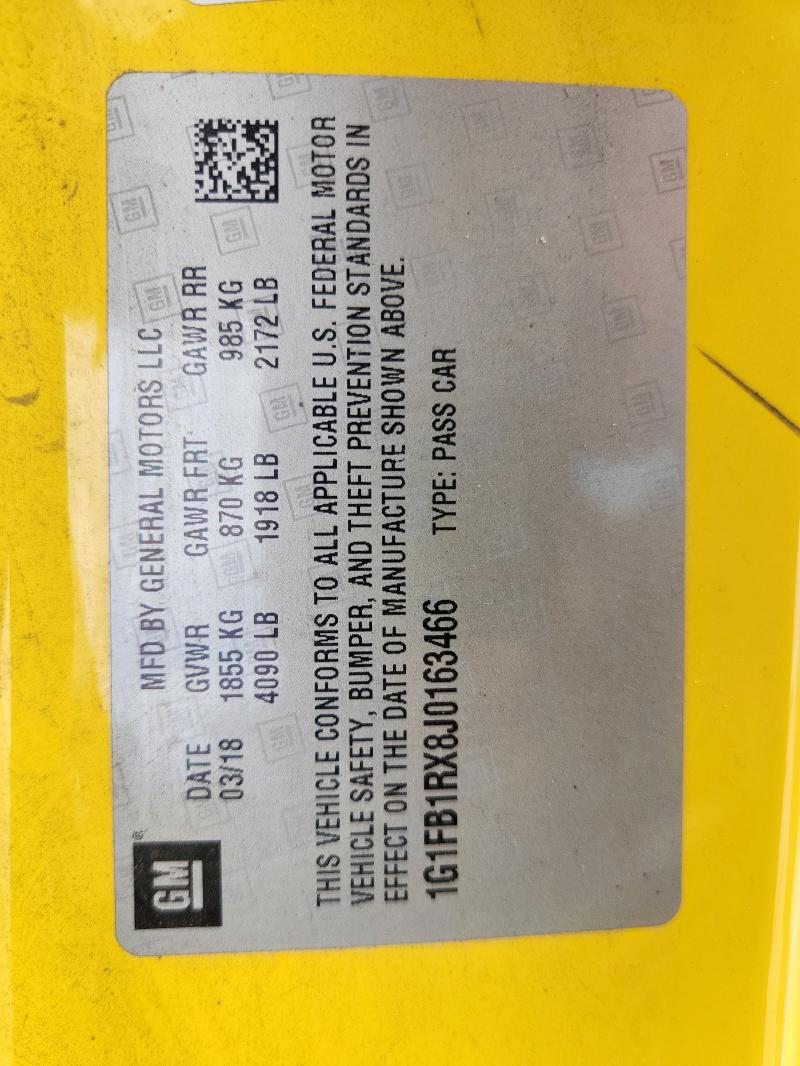 GM
MFD BY GENERAL MOTORS LLC
DATE GVWR GAWR FRT GAWR RR
03/18 1855 KG 870 KG 985 KG
4090 LB 1918 LB 2172 LB
THIS VEHICLE CONFORMS TO ALL APPLICABLE U.S. FEDERAL MOTOR
VEHICLE SAFETY, BUMPER, AND THEFT PREVENTION STANDARDS IN
EFFECT ON THE DATE OF MANUFACTURE SHOWN ABOVE.
1G1FB1RX8J0163466 TYPE: PASS CAR